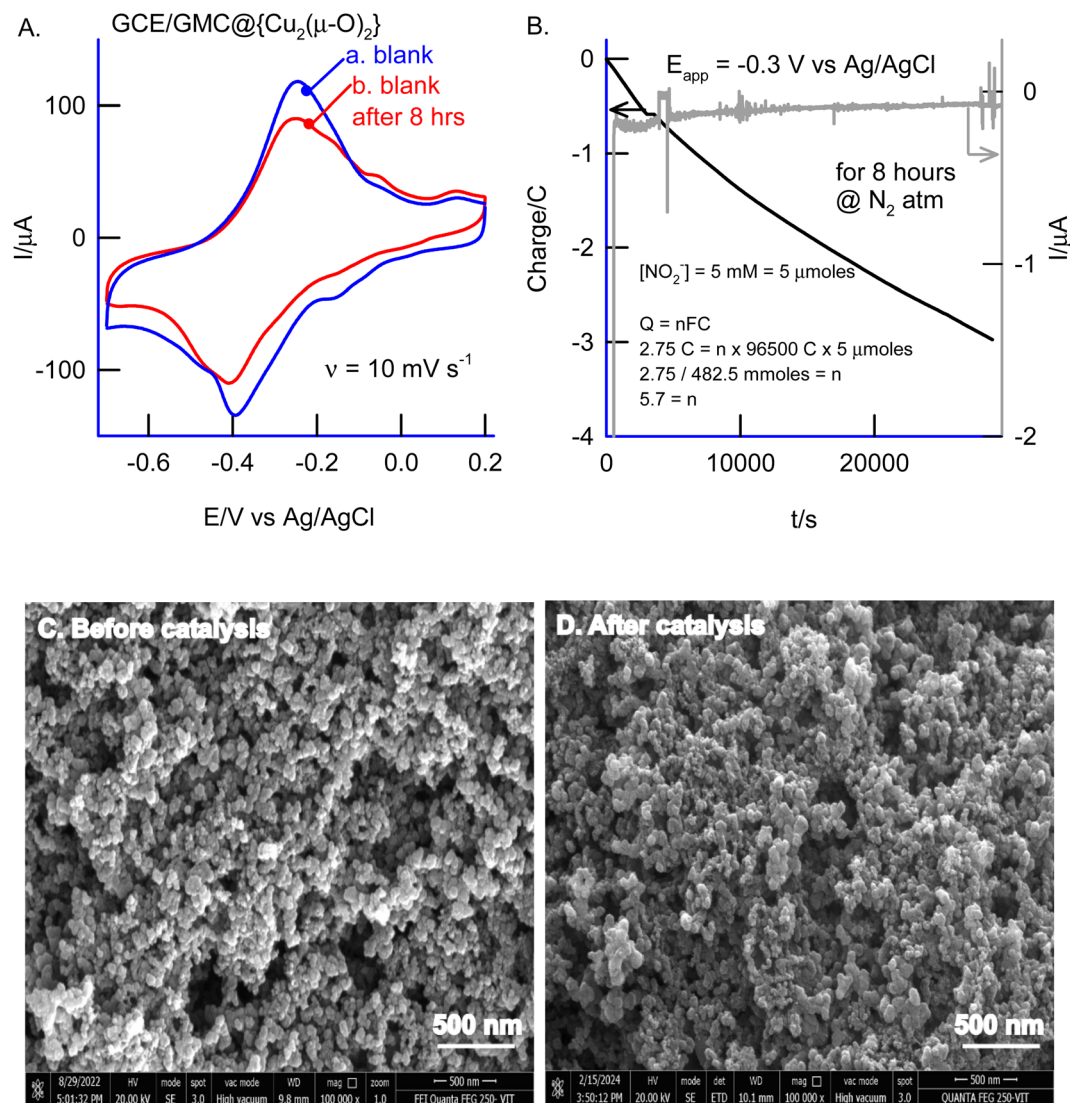 A.
GCE/GMC@{Cu₂(μ-O)₂}
a. blank
b. blank
after 8 hrs
I/μA
100
0
-100
ν = 10 mV s⁻¹
-0.6
-0.4
-0.2
0.0
0.2
E/V vs Ag/AgCl
B.
E_app = -0.3 V vs Ag/AgCl
for 8 hours
@ N₂ atm
Charge/C
0
-1
-2
-3
-4
I/μA
0
-1
-2
[NO₂⁻] = 5 mM = 5 μmoles
Q = nFC
2.75 C = n x 96500 C x 5 μmoles
2.75 / 482.5 mmoles = n
5.7 = n
0
10000
20000
t/s
C. Before catalysis
500 nm
8/29/2022 HV mode spot vac mode WD mag zoom 500 nm
5:01:32 PM 20.00 kV SE 3.0 High vacuum 9.8 mm 100 000 x 1.0 FEI Quanta FEG 250- VIT
D. After catalysis
500 nm
2/15/2024 HV mode det WD mag spot vac mode 500 nm
3:50:12 PM 20.00 kV SE ETD 10.1 mm 100 000 x 3.0 High vacuum QUANTA FEG 250-VIT